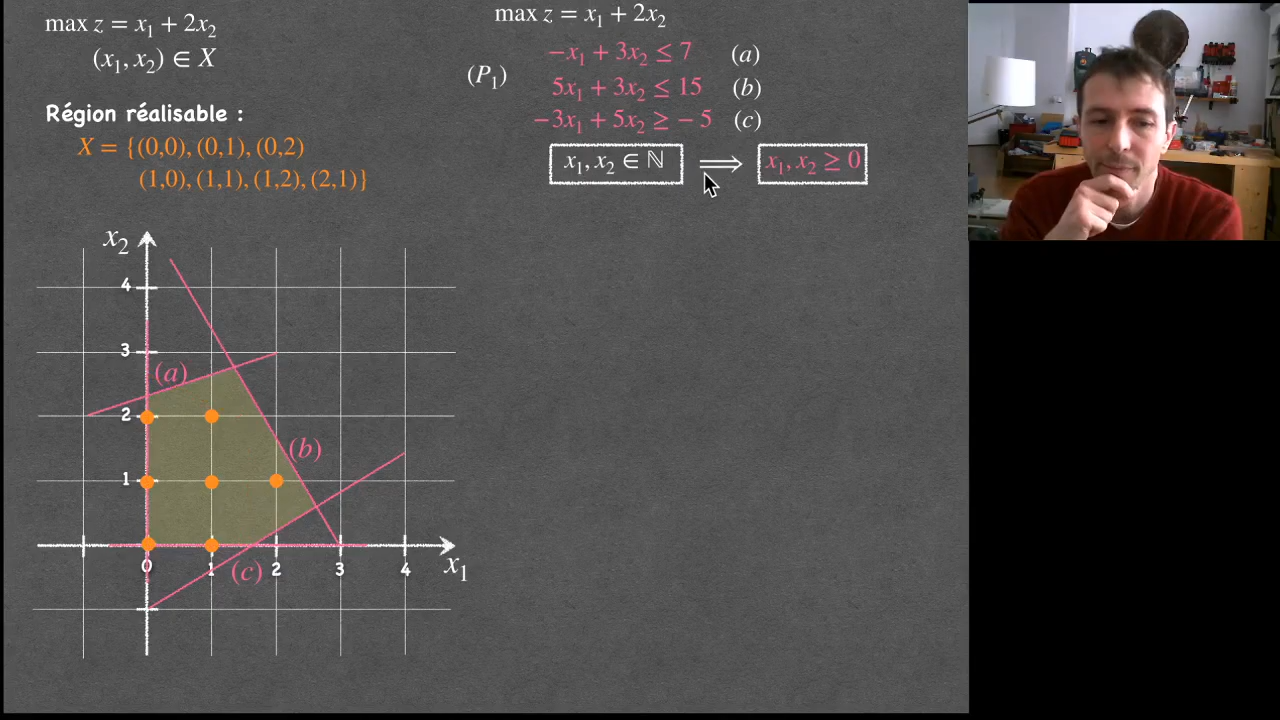 max z = x₁ + 2x₂
(x₁, x₂) ∈ X
Région réalisable :
X = {(0,0), (0,1), (0,2)
(1,0), (1,1), (1,2), (2,1)}
max z = x₁ + 2x₂
−x₁ + 3x₂ ≤ 7 (a)
(P₁) 5x₁ + 3x₂ ≤ 15 (b)
−3x₁ + 5x₂ ≥ −5 (c)
x₁, x₂ ∈ ℕ ⟹ x₁, x₂ ≥ 0
x₂
4
3
(a)
2
(b)
1
0 1 2 3 4 x₁
(c)